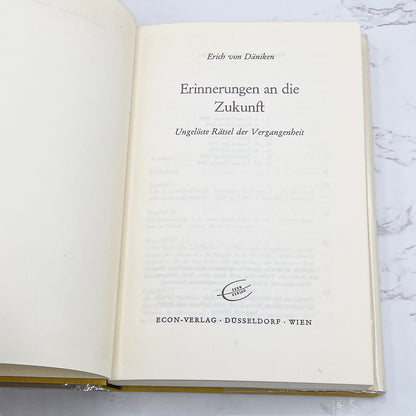 Erich von Däniken
Erinnerungen an die
Zukunft
Ungelöste Rätsel der Vergangenheit
ECON
VERLAG
ECON-VERLAG · DÜSSELDORF · WIEN